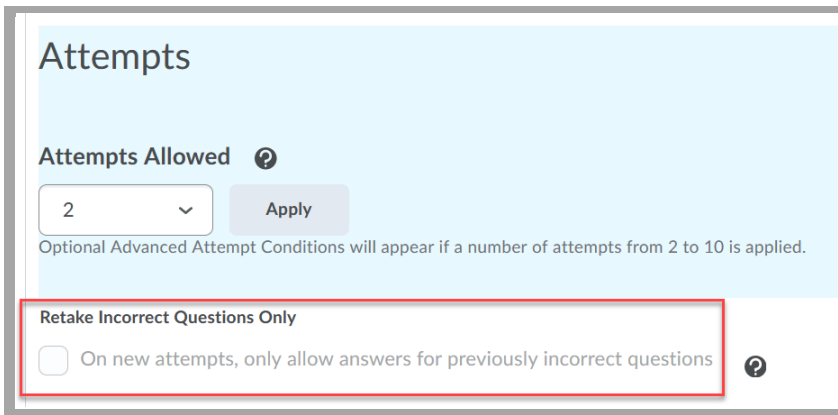 Attempts
Attempts Allowed
2
Apply
Optional Advanced Attempt Conditions will appear if a number of attempts from 2 to 10 is applied.
Retake Incorrect Questions Only
On new attempts, only allow answers for previously incorrect questions